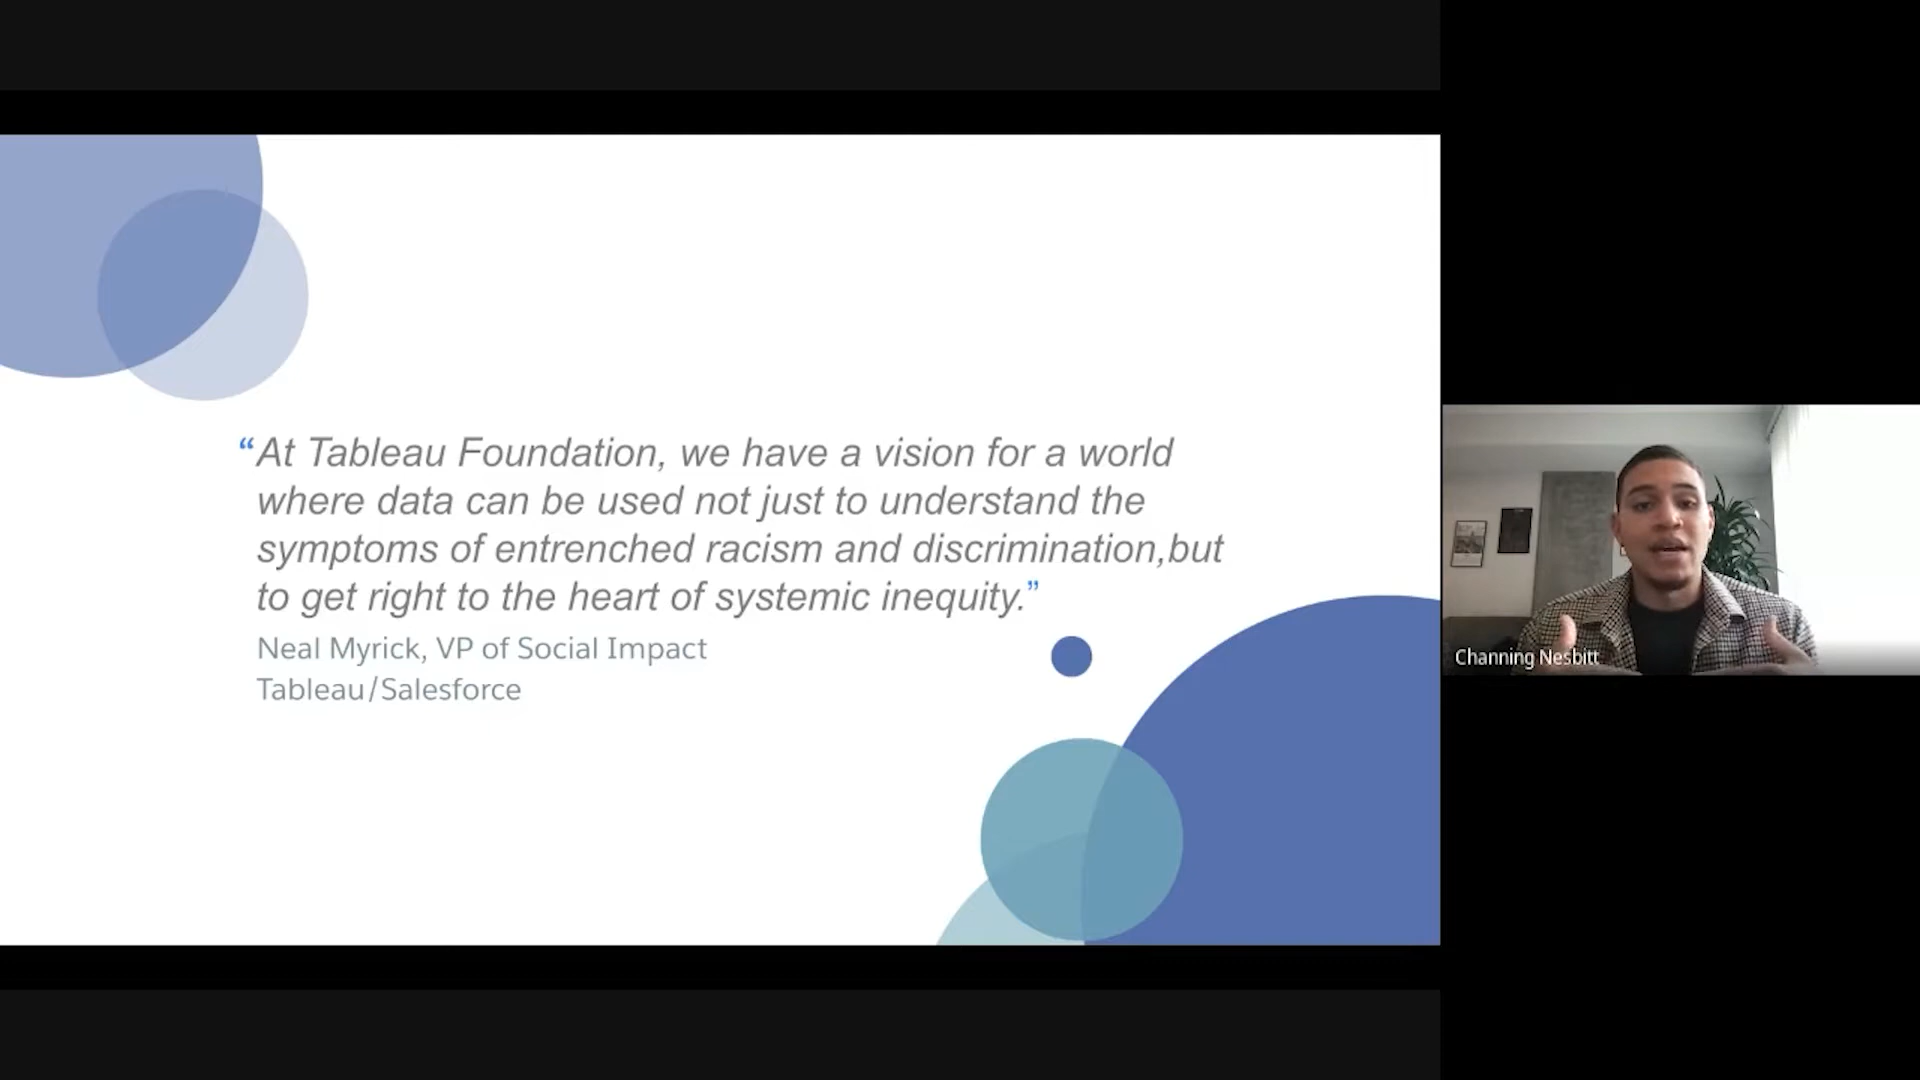 “At Tableau Foundation, we have a vision for a world
where data can be used not just to understand the
symptoms of entrenched racism and discrimination,but
to get right to the heart of systemic inequity.”
Neal Myrick, VP of Social Impact
Tableau/Salesforce
Channing Nesbitt